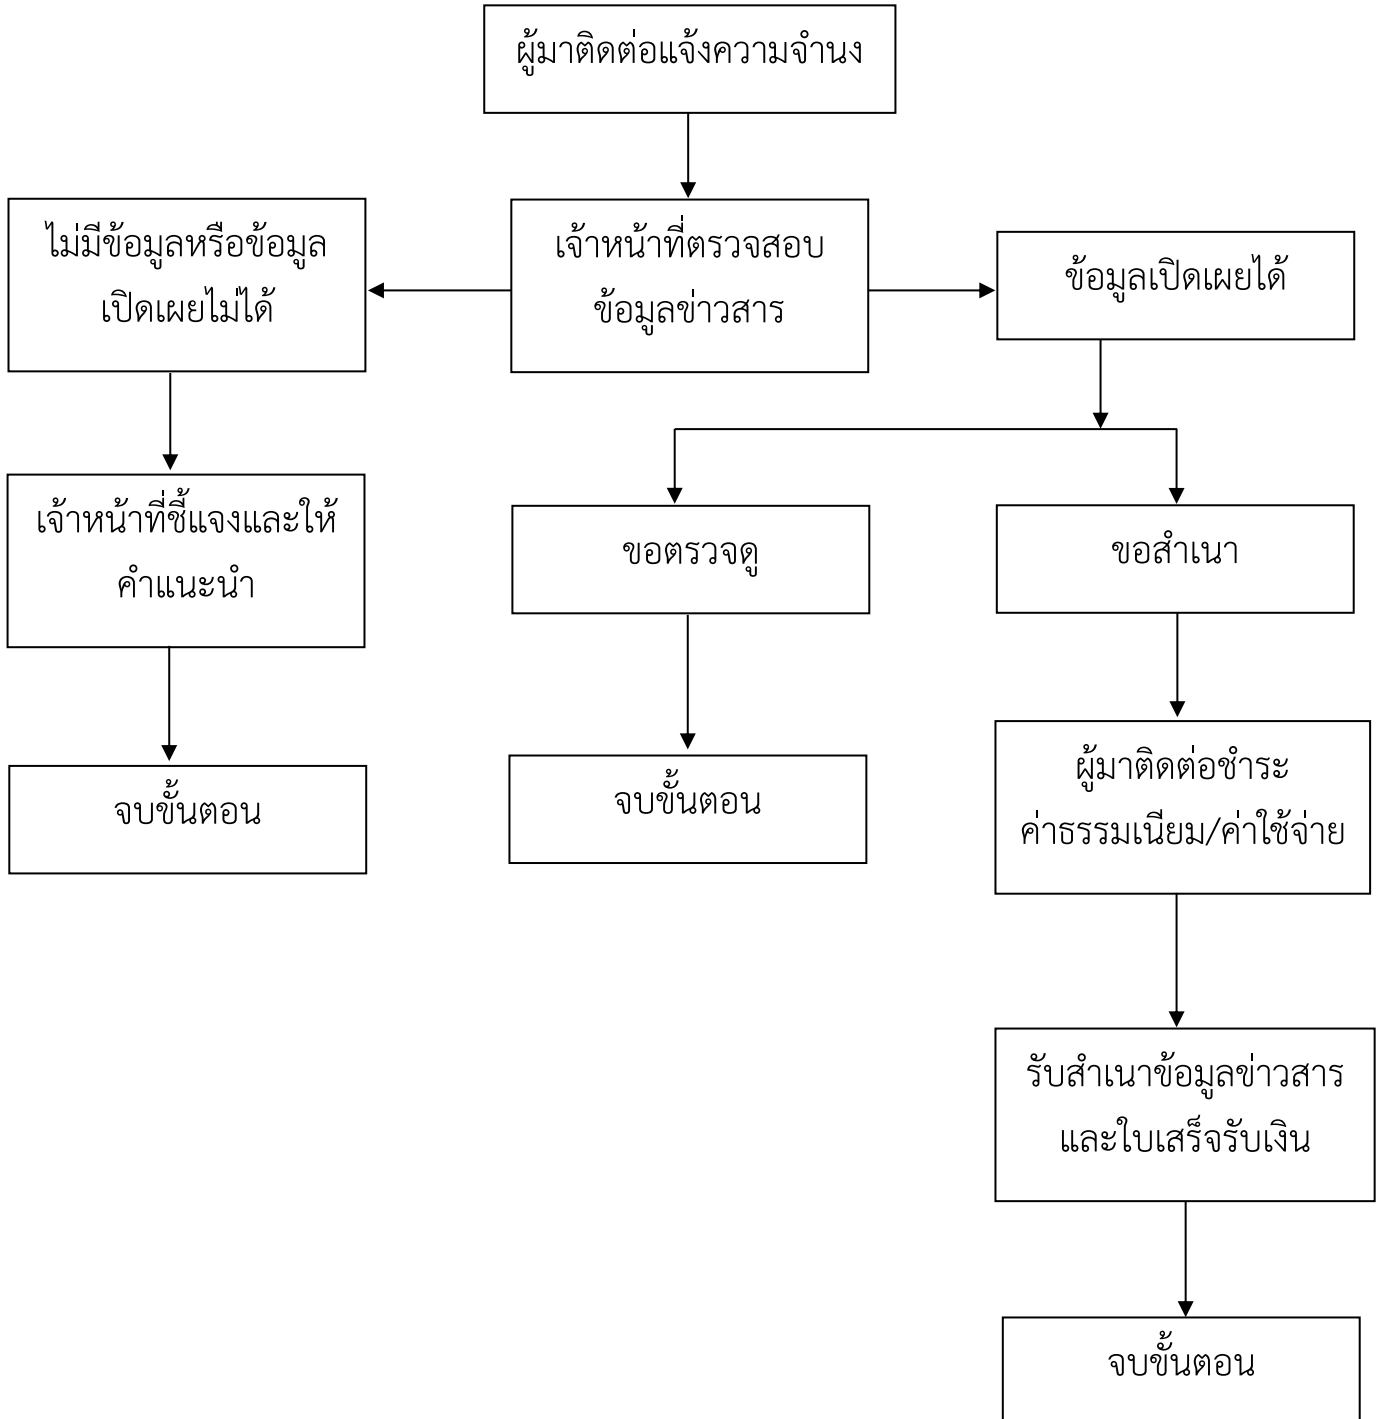 ผู้มาติดต่อแจ้งความจำนง
ไม่มีข้อมูลหรือข้อมูล
เปิดเผยไม่ได้
เจ้าหน้าที่ตรวจสอบ
ข้อมูลข่าวสาร
ข้อมูลเปิดเผยได้
เจ้าหน้าที่ชี้แจงและให้
คำแนะนำ
ขอตรวจดู
ขอสำเนา
จบขั้นตอน
จบขั้นตอน
ผู้มาติดต่อชำระ
ค่าธรรมเนียม/ค่าใช้จ่าย
รับสำเนาข้อมูลข่าวสาร
และใบเสร็จรับเงิน
จบขั้นตอน